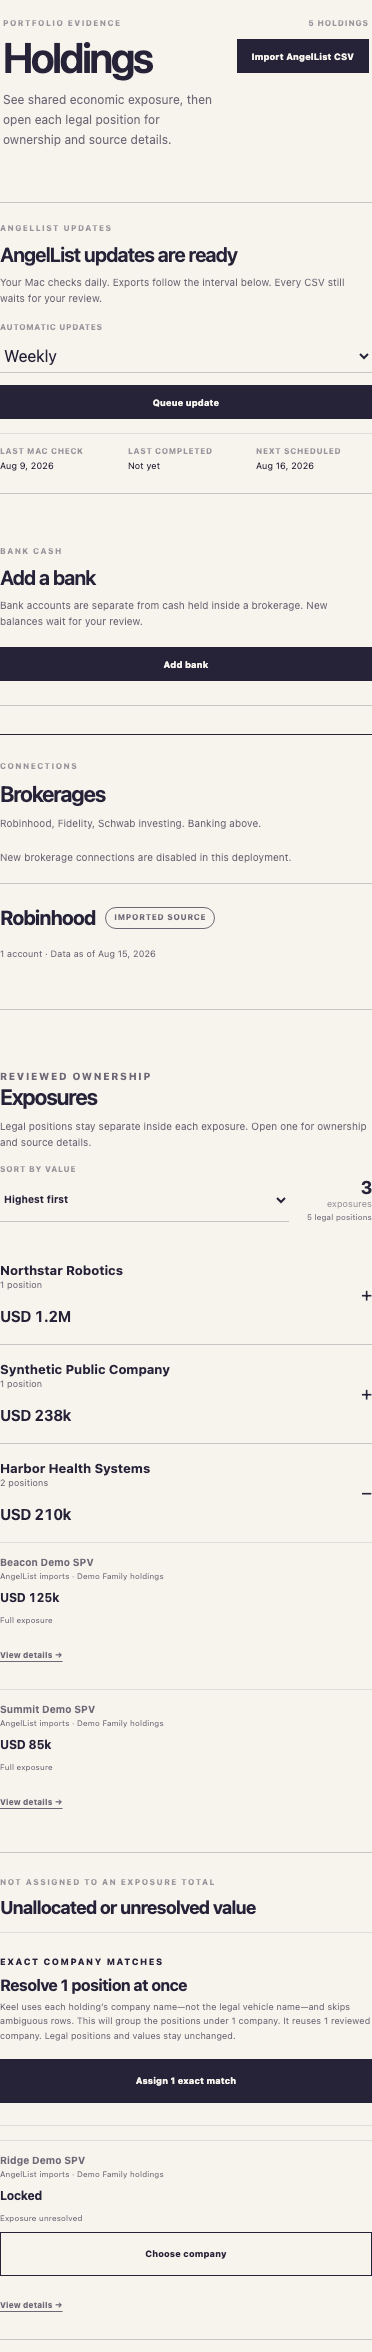 PORTFOLIO EVIDENCE
5 HOLDINGS
Holdings
Import AngelList CSV
See shared economic exposure, then
open each legal position for
ownership and source details.
ANGELLIST UPDATES
AngelList updates are ready
Your Mac checks daily. Exports follow the interval below. Every CSV still
waits for your review.
AUTOMATIC UPDATES
Weekly
Queue update
LAST MAC CHECK LAST COMPLETED NEXT SCHEDULED
Aug 9, 2026 Not yet Aug 16, 2026
BANK CASH
Add a bank
Bank accounts are separate from cash held inside a brokerage. New
balances wait for your review.
Add bank
CONNECTIONS
Brokerages
Robinhood, Fidelity, Schwab investing. Banking above.
New brokerage connections are disabled in this deployment.
Robinhood IMPORTED SOURCE
1 account · Data as of Aug 15, 2026
REVIEWED OWNERSHIP
Exposures
Legal positions stay separate inside each exposure. Open one for ownership
and source details.
SORT BY VALUE
Highest first
3
exposures
5 legal positions
Northstar Robotics
1 position
+
USD 1.2M
Synthetic Public Company
1 position
+
USD 238k
Harbor Health Systems
2 positions
−
USD 210k
Beacon Demo SPV
AngelList imports · Demo Family holdings
USD 125k
Full exposure
View details →
Summit Demo SPV
AngelList imports · Demo Family holdings
USD 85k
Full exposure
View details →
NOT ASSIGNED TO AN EXPOSURE TOTAL
Unallocated or unresolved value
EXACT COMPANY MATCHES
Resolve 1 position at once
Keel uses each holding's company name—not the legal vehicle name—and skips
ambiguous rows. This will group the positions under 1 company. It reuses 1 reviewed
company. Legal positions and values stay unchanged.
Assign 1 exact match
Ridge Demo SPV
AngelList imports · Demo Family holdings
Locked
Exposure unresolved
Choose company
View details →